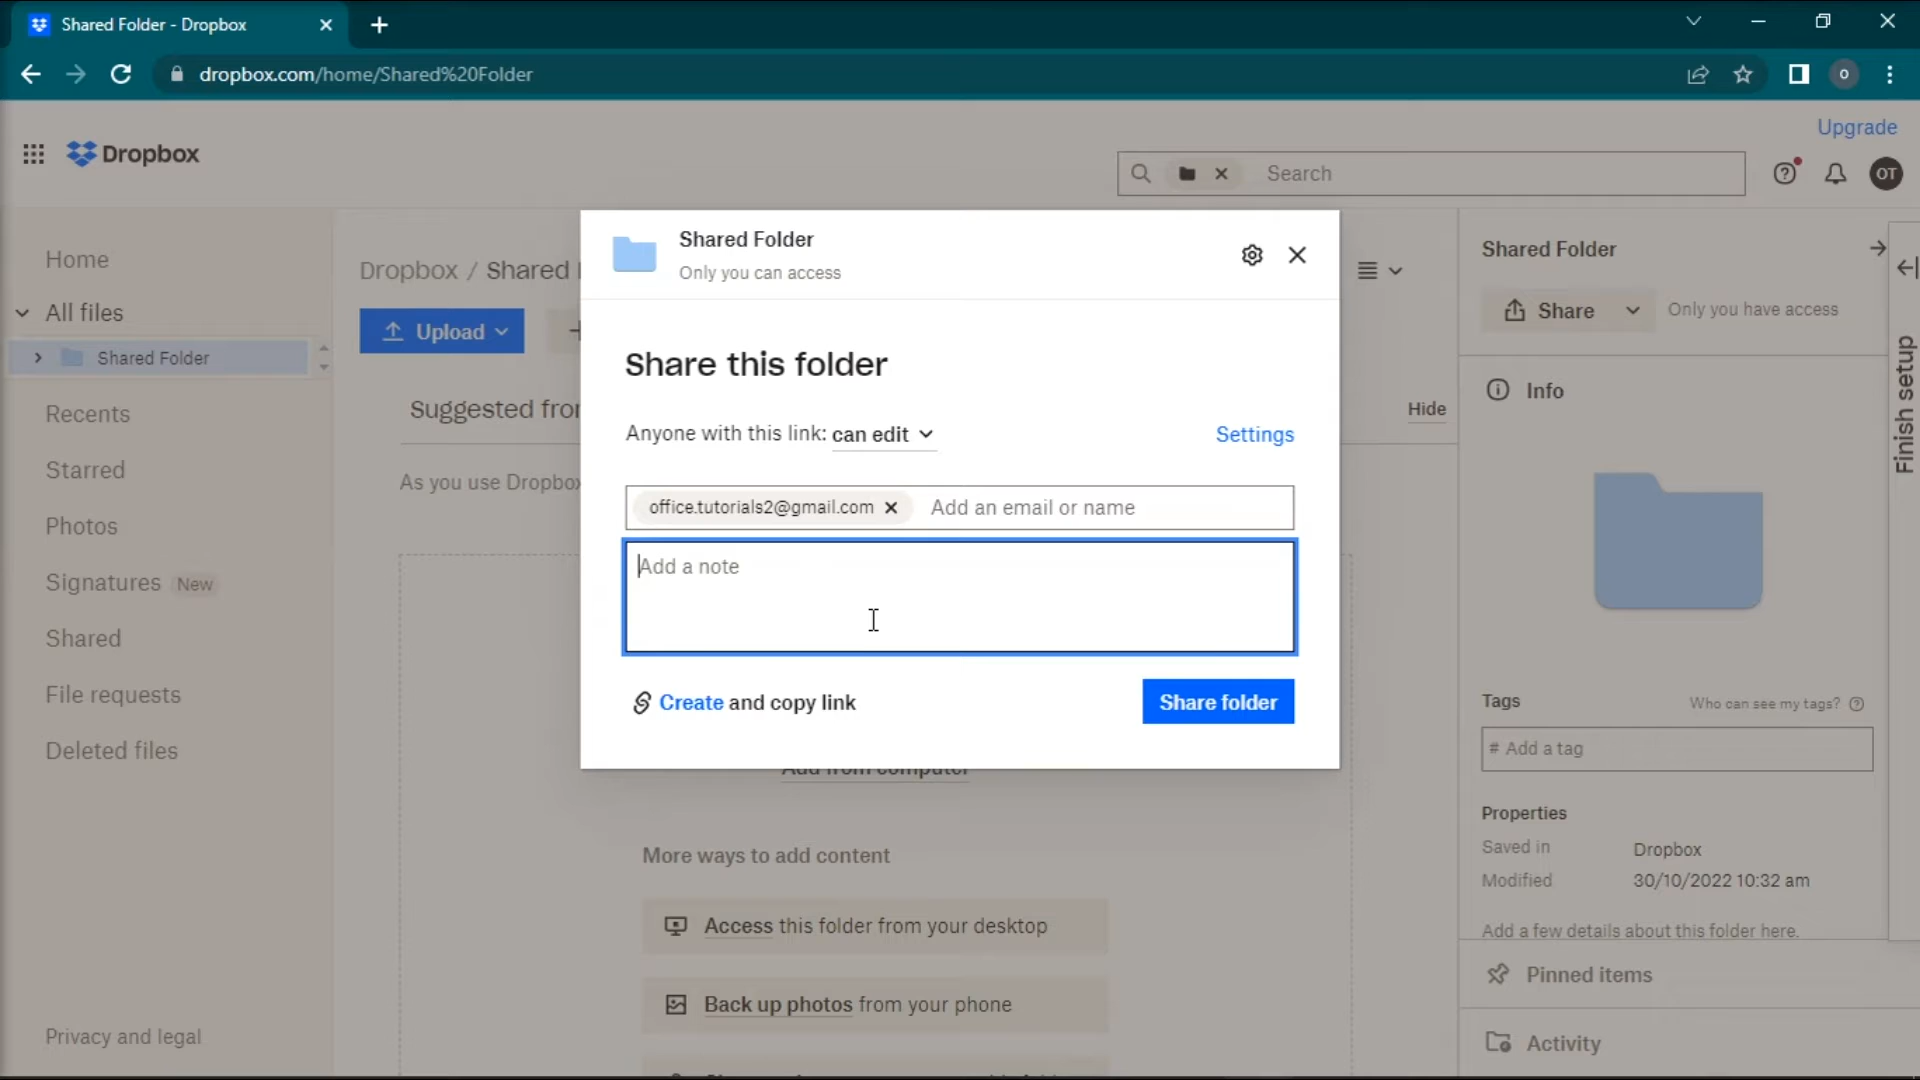 Shared Folder - Dropbox
dropbox.com/home/Shared%20Folder
O
Upgrade
Dropbox
Search
OT
Home
All files
Shared Folder
Recents
Starred
Photos
Signatures New
Shared
File requests
Deleted files
Privacy and legal
Dropbox / Shared
Upload
Suggested from
Hide
As you use Dropbox
Shared Folder
Only you can access
Share this folder
Anyone with this link: can edit
Settings
office.tutorials2@gmail.com Add an email or name
Add a note
Create and copy link
Share folder
Add from computer
More ways to add content
Access this folder from your desktop
Back up photos from your phone
Shared Folder
Share
Only you have access
Info
Tags
Who can see my tags?
# Add a tag
Properties
Saved in Dropbox
Modified 30/10/2022 10:32 am
Add a few details about this folder here.
Pinned items
Activity
Finish setup